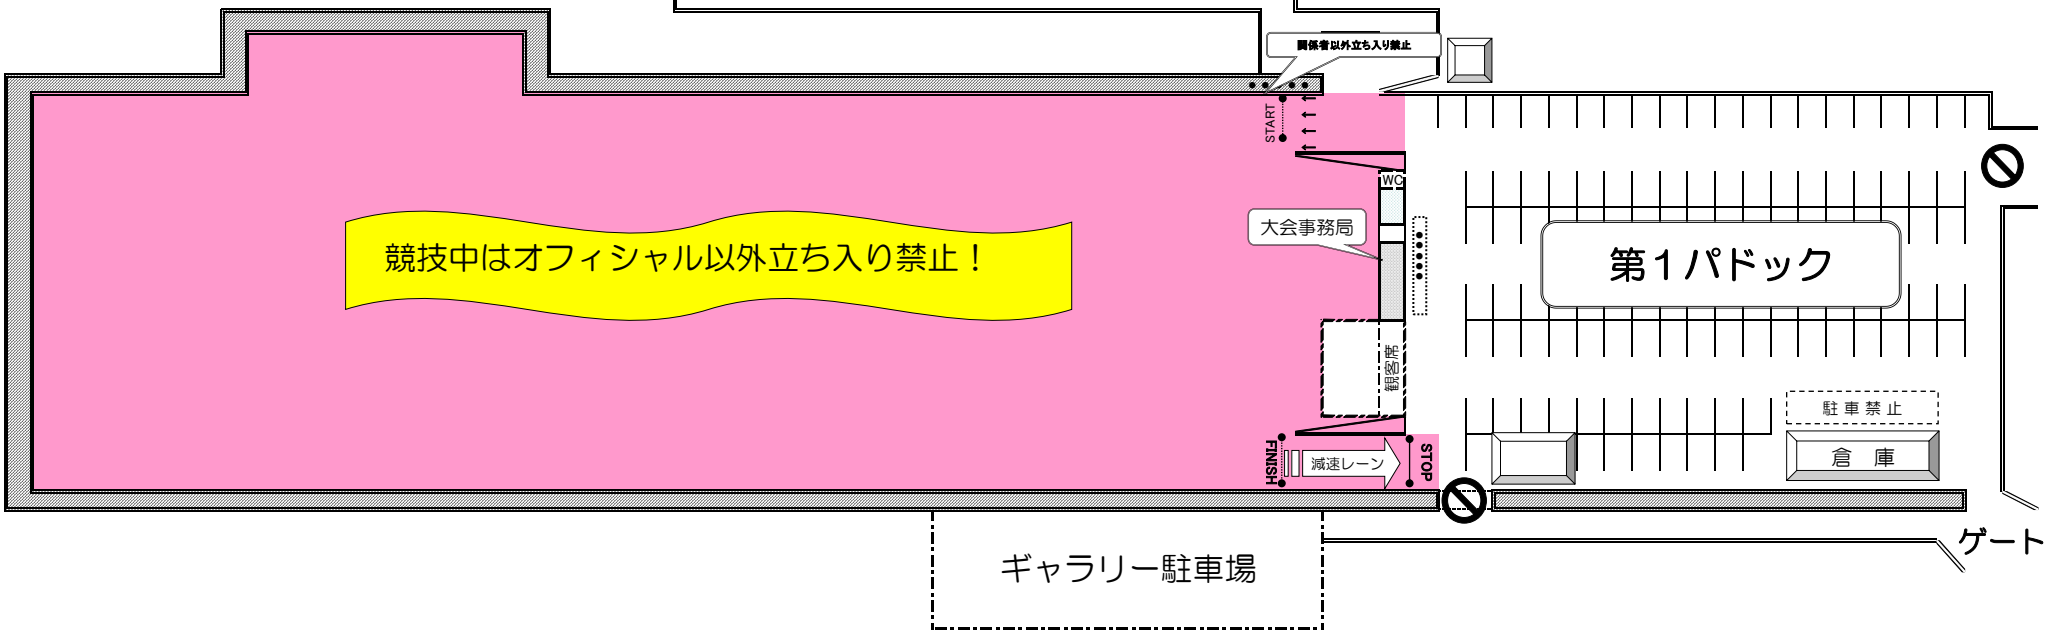 関係者以外立ち入り禁止
START
WC
大会事務局
競技中はオフィシャル以外立ち入り禁止！
第１パドック
観客席
駐車禁止
倉　庫
FINISH
減速レーン
STOP
ゲート
ギャラリー駐車場